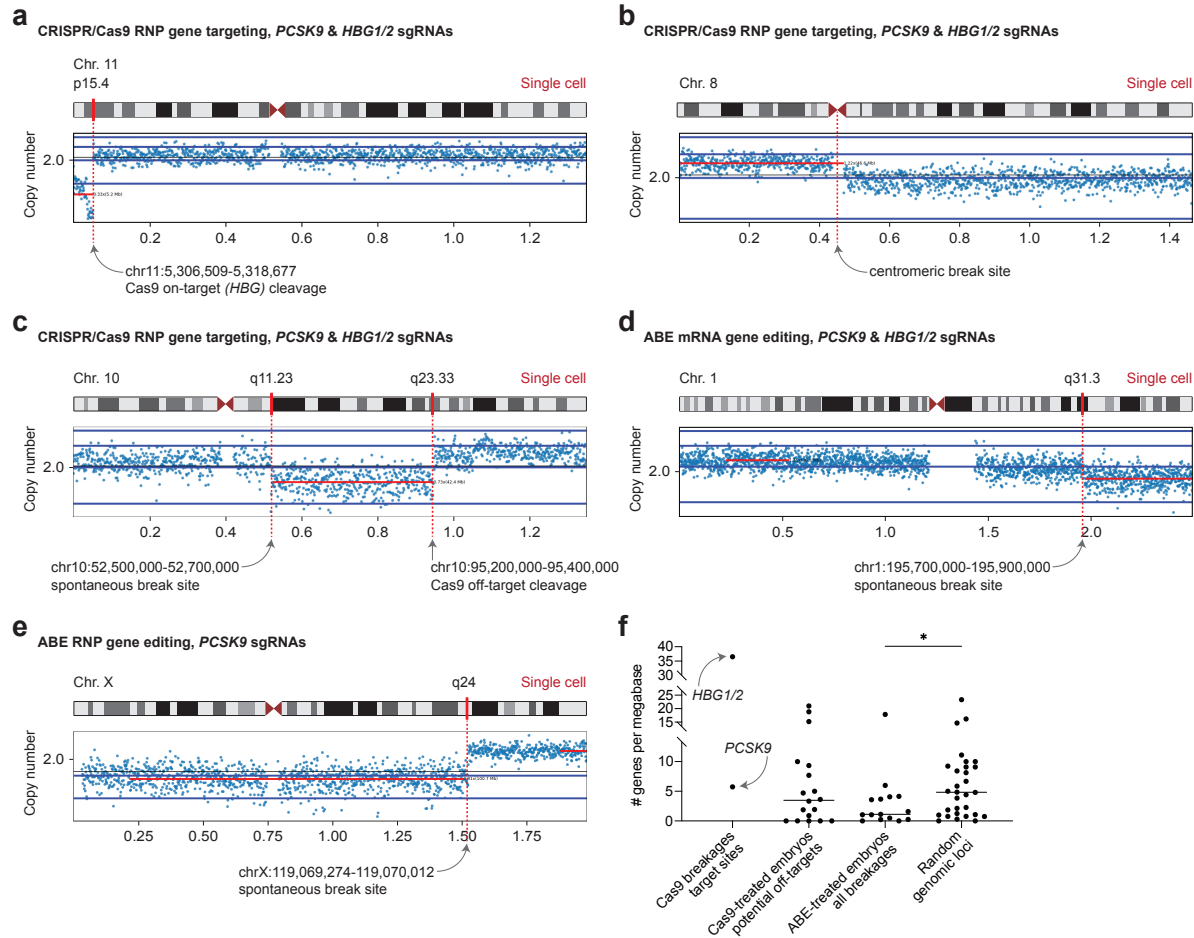 a
CRISPR/Cas9 RNP gene targeting, PCSK9 & HBG1/2 sgRNAs
Chr. 11
p15.4
Single cell
Copy number
2.0
0.2
0.4
0.6
0.8
1.0
1.2
chr11:5,306,509-5,318,677
Cas9 on-target (HBG) cleavage
b
CRISPR/Cas9 RNP gene targeting, PCSK9 & HBG1/2 sgRNAs
Chr. 8
Single cell
Copy number
2.0
0.2
0.4
0.6
0.8
1.0
1.2
1.4
centromeric break site
c
CRISPR/Cas9 RNP gene targeting, PCSK9 & HBG1/2 sgRNAs
Chr. 10
q11.23
q23.33
Single cell
Copy number
2.0
0.2
0.4
0.6
0.8
1.0
1.2
chr10:52,500,000-52,700,000
spontaneous break site
chr10:95,200,000-95,400,000
Cas9 off-target cleavage
d
ABE mRNA gene editing, PCSK9 & HBG1/2 sgRNAs
Chr. 1
q31.3
Single cell
Copy number
2.0
0.5
1.0
1.5
2.0
chr1:195,700,000-195,900,000
spontaneous break site
e
ABE RNP gene editing, PCSK9 sgRNAs
Chr. X
q24
Single cell
Copy number
2.0
0.25
0.50
0.75
1.00
1.25
1.50
1.75
chrX:119,069,274-119,070,012
spontaneous break site
f
# genes per megabase
40
35
30
25
20
15
10
5
0
*
HBG1/2
PCSK9
Cas9 breakages
target sites
Cas9-treated embryos
potential off-targets
ABE-treated embryos
all breakages
Random
genomic loci